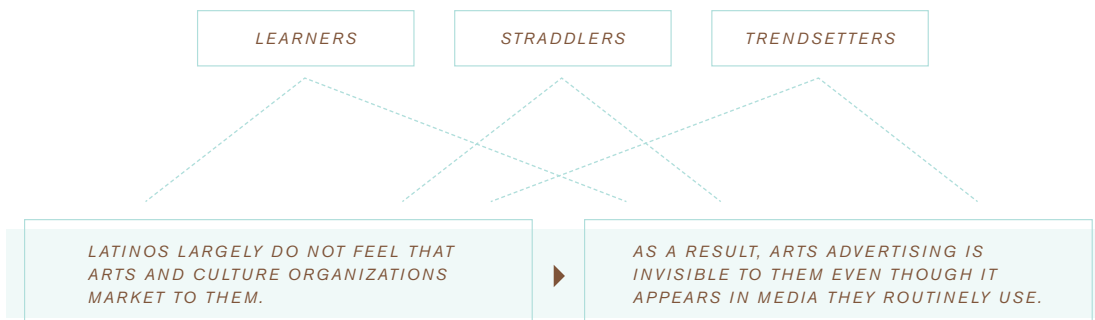 LEARNERS
STRADDLERS
TRENDSETTERS
LATINOS LARGELY DO NOT FEEL THAT
ARTS AND CULTURE ORGANIZATIONS
MARKET TO THEM.
AS A RESULT, ARTS ADVERTISING IS
INVISIBLE TO THEM EVEN THOUGH IT
APPEARS IN MEDIA THEY ROUTINELY USE.